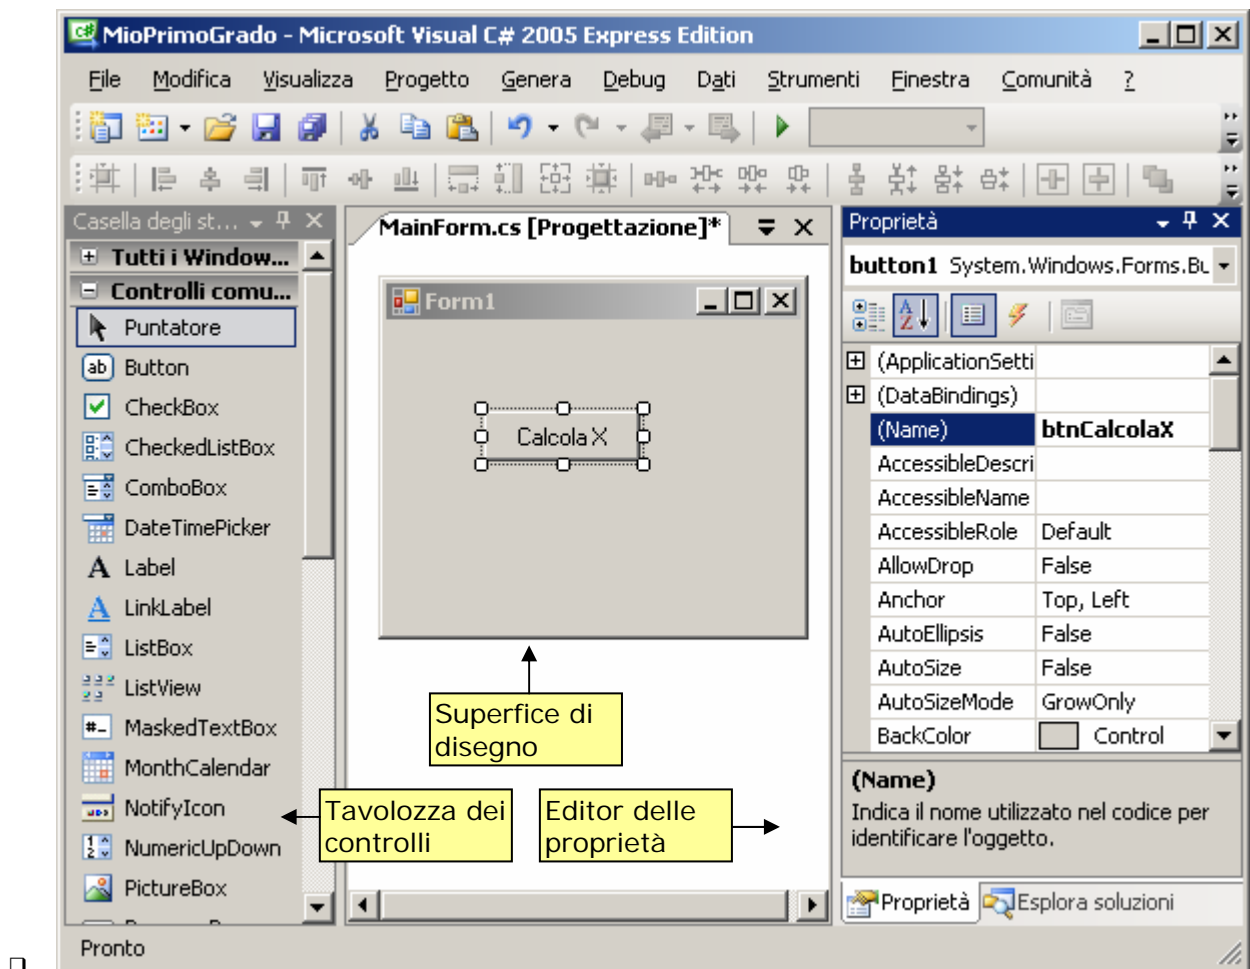 MioPrimoGrado - Microsoft Visual C# 2005 Express Edition
File Modifica Visualizza Progetto Genera Debug Dati Strumenti Finestra Comunità ?
Casella degli st...
Tutti i Window...
Controlli comu...
Puntatore
Button
CheckBox
CheckedListBox
ComboBox
DateTimePicker
Label
LinkLabel
ListBox
ListView
MaskedTextBox
MonthCalendar
NotifyIcon
NumericUpDown
PictureBox
MainForm.cs [Progettazione]*
Form1
Calcola X
Superfice di
disegno
Tavolozza dei
controlli
Editor delle
proprietà
Proprietà
button1 System.Windows.Forms.Bu
(ApplicationSetti
(DataBindings)
(Name) btnCalcolaX
AccessibleDescri
AccessibleName
AccessibleRole Default
AllowDrop False
Anchor Top, Left
AutoEllipsis False
AutoSize False
AutoSizeMode GrowOnly
BackColor Control
(Name)
Indica il nome utilizzato nel codice per
identificare l'oggetto.
Proprietà Esplora soluzioni
Pronto